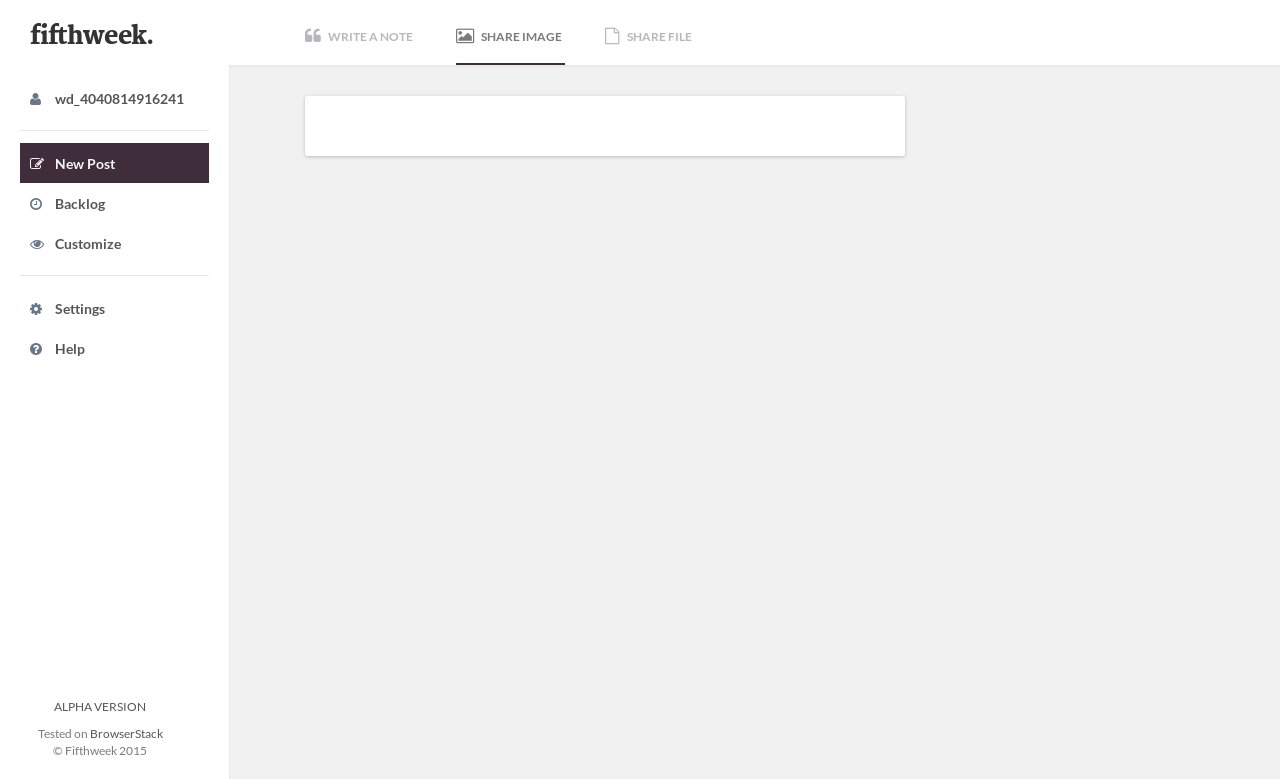 fifthweek.
WRITE A NOTE
SHARE IMAGE
SHARE FILE
wd_4040814916241
New Post
Backlog
Customize
Settings
Help
ALPHA VERSION
Tested on BrowserStack
© Fifthweek 2015